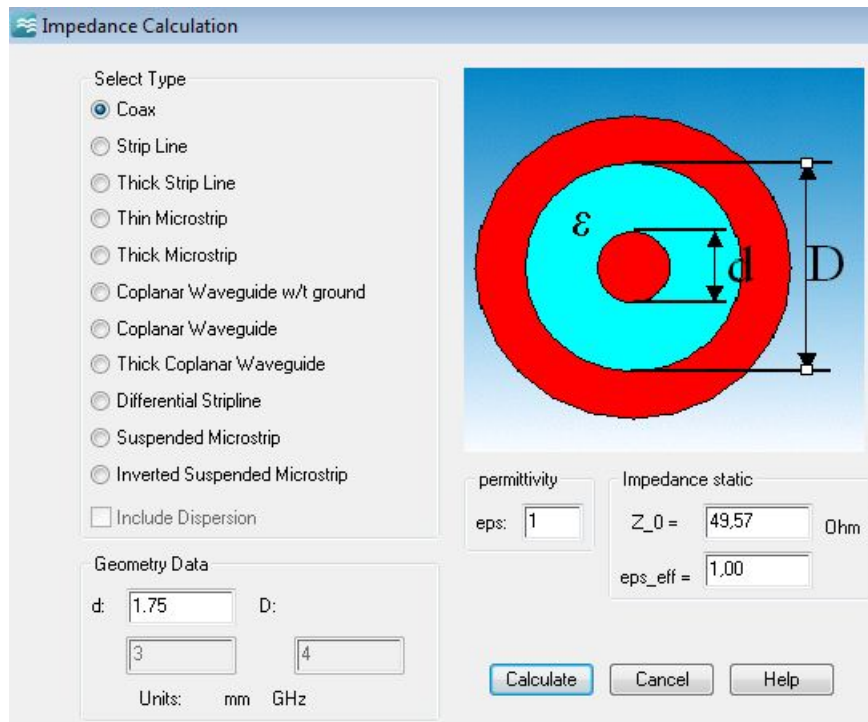 Impedance Calculation
Select Type
Coax
Strip Line
Thick Strip Line
Thin Microstrip
Thick Microstrip
Coplanar Waveguide w/t ground
Coplanar Waveguide
Thick Coplanar Waveguide
Differential Stripline
Suspended Microstrip
Inverted Suspended Microstrip
Include Dispersion
ε
d
D
permittivity
eps: 1
Impedance static
Z_0 = 49,57 Ohm
eps_eff = 1,00
Geometry Data
d: 1.75 D:
3 4
Units: mm GHz
Calculate Cancel Help